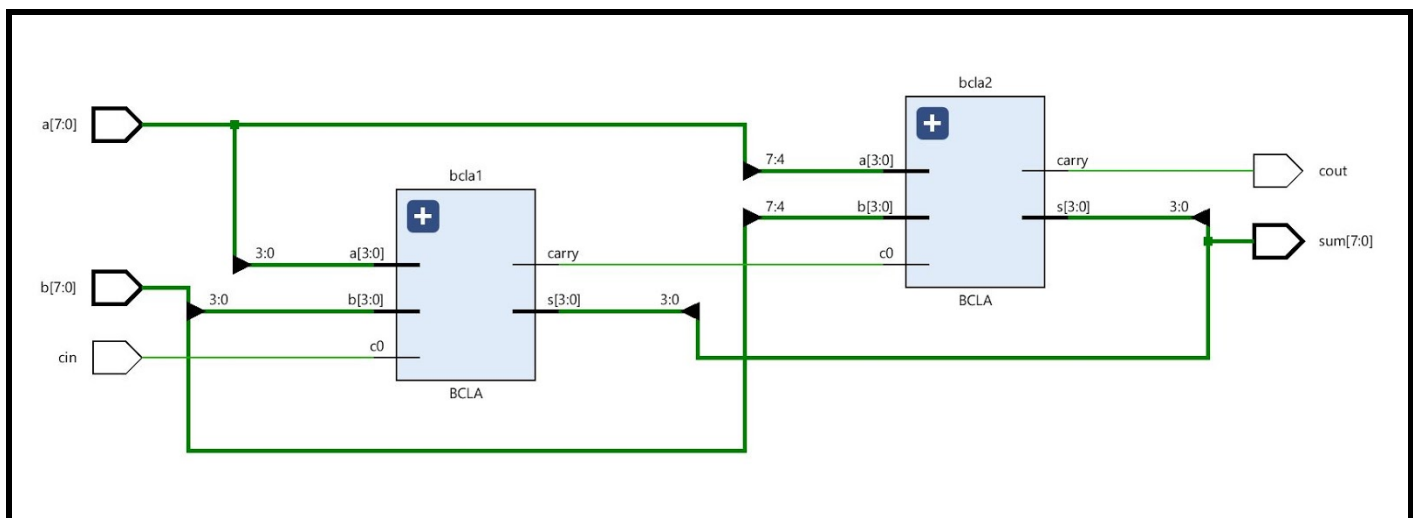 bcla2
a[7:0]
7:4
a[3:0]
carry
cout
bcla1
7:4
b[3:0]
s[3:0]
3:0
sum[7:0]
3:0
a[3:0]
carry
c0
b[7:0]
3:0
b[3:0]
s[3:0]
3:0
BCLA
cin
c0
BCLA